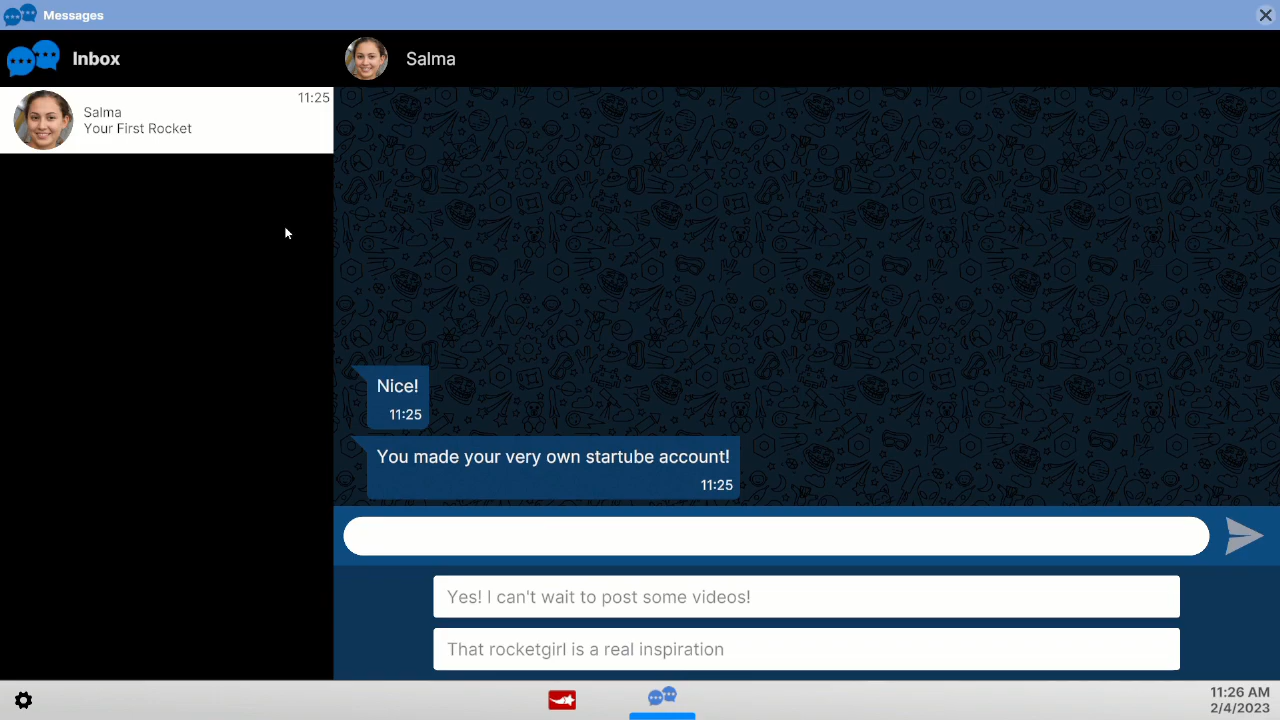 Messages
Inbox
Salma
11:25
Salma
Your First Rocket
Nice!
11:25
You made your very own startube account!
11:25
Yes! I can't wait to post some videos!
That rocketgirl is a real inspiration
11:26 AM
2/4/2023